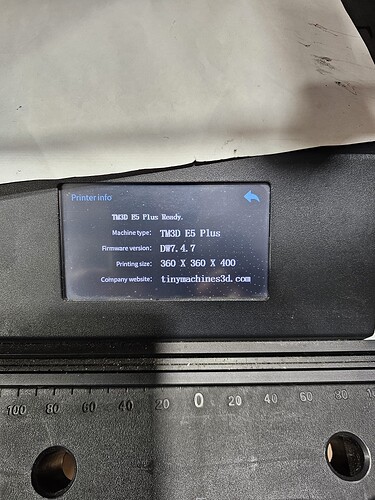 Printer info
TM3D E5 Plus Ready.
Machine type: TM3D E5 Plus
Firmware version: DW7.4.7
Printing size: 360 X 360 X 400
Company website: tinymachines3d.com
100 80 60 40 20 0 20 40 60 80